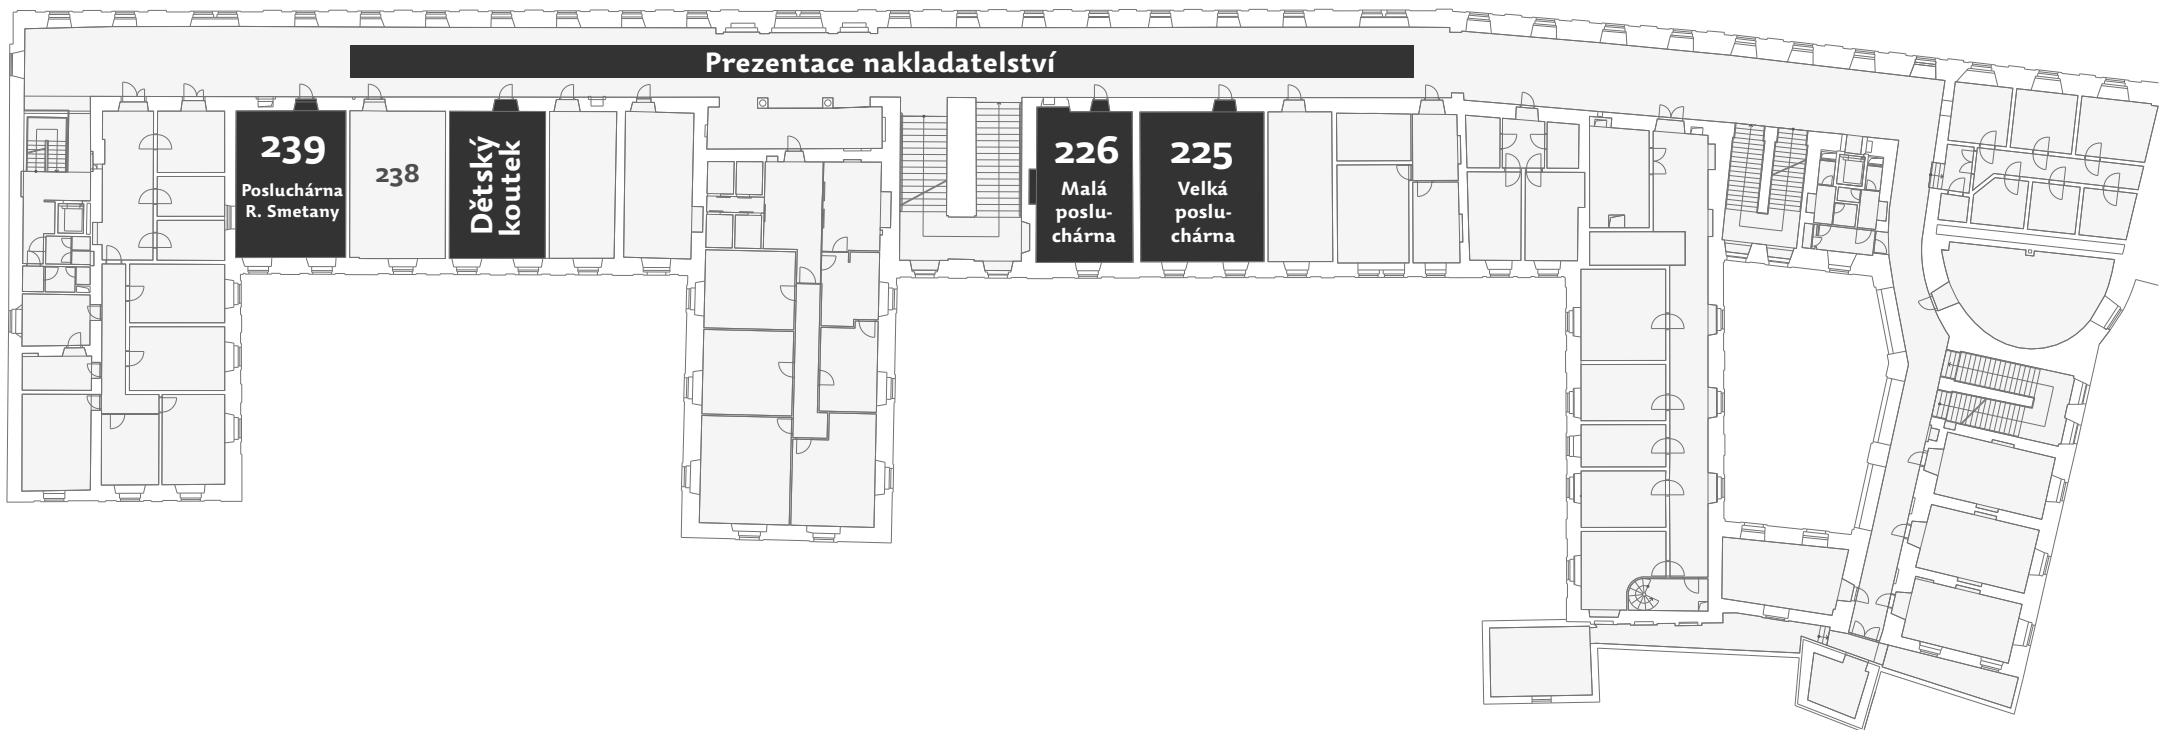 Prezentace nakladatelství
239
Posluchárna
R. Smetany
238
Dětský
koutek
226
Malá
poslu-
chárna
225
Velká
poslu-
chárna